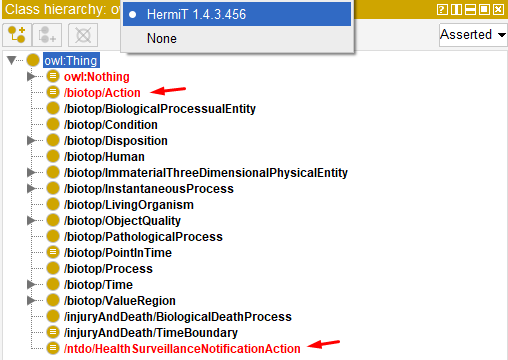 Class hierarchy: ow
HermiT 1.4.3.456
None
Asserted
owl:Thing
owl:Nothing
/biotop/Action
/biotop/BiologicalProcessualEntity
/biotop/Condition
/biotop/Disposition
/biotop/Human
/biotop/ImmaterialThreeDimensionalPhysicalEntity
/biotop/InstantaneousProcess
/biotop/LivingOrganism
/biotop/ObjectQuality
/biotop/PathologicalProcess
/biotop/PointInTime
/biotop/Process
/biotop/Time
/biotop/ValueRegion
/injuryAndDeath/BiologicalDeathProcess
/injuryAndDeath/TimeBoundary
/ntdo/HealthSurveillanceNotificationAction